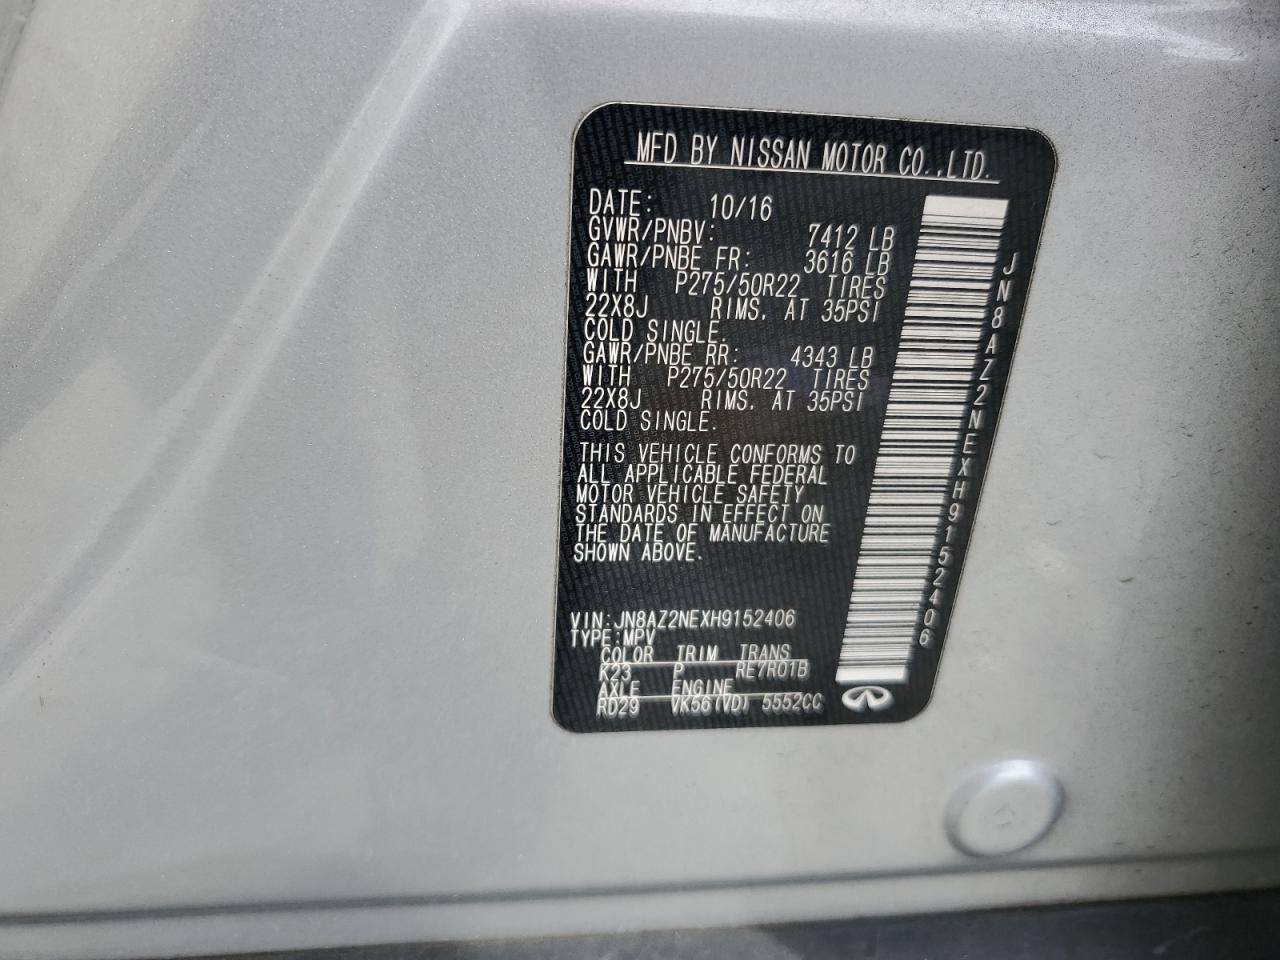 MFD BY NISSAN MOTOR CO.,LTD.
DATE: 10/16
GVWR/PNBV: 7412 LB
GAWR/PNBE FR: 3616 LB
WITH P275/50R22 TIRES
22X8J RIMS, AT 35PSI
COLD SINGLE.
GAWR/PNBE RR: 4343 LB
WITH P275/50R22 TIRES
22X8J RIMS, AT 35PSI
COLD SINGLE.
THIS VEHICLE CONFORMS TO
ALL APPLICABLE FEDERAL
MOTOR VEHICLE SAFETY
STANDARDS IN EFFECT ON
THE DATE OF MANUFACTURE
SHOWN ABOVE.
VIN:JN8AZ2NEXH9152406
TYPE:MPV
COLOR TRIM TRANS
K23 P RE7R01B
AXLE ENGINE
RD29 VK56(VD) 5552CC
JN8AZ2NEXH9152406